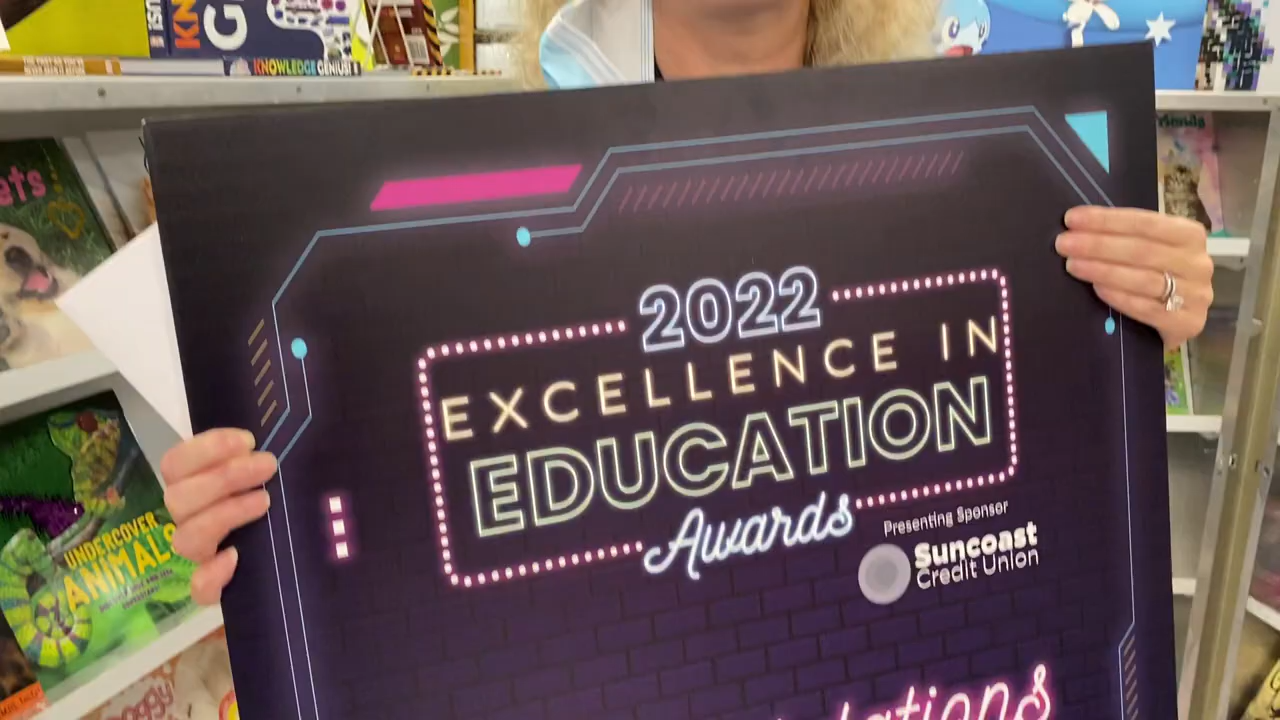 KNOWLEDGE GENIUS!
2022
EXCELLENCE IN
EDUCATION
Awards
Presenting Sponsor
Suncoast
Credit Union
UNDERCOVER
ANIMALS